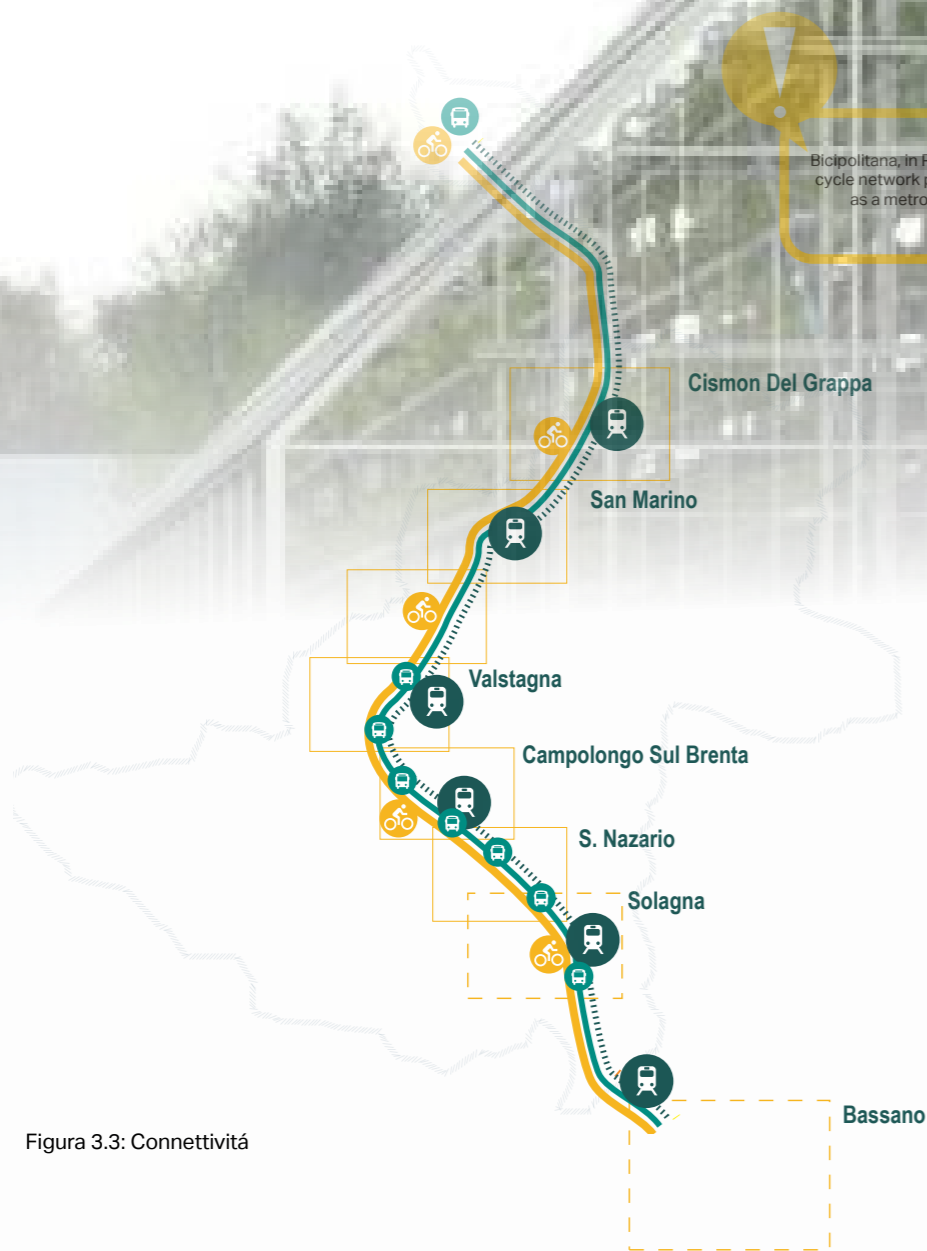 Bicipolitana, in
cycle network
as a metro
Cismon Del Grappa
San Marino
Valstagna
Campolongo Sul Brenta
S. Nazario
Solagna
Bassano
Figura 3.3: Connettivitá